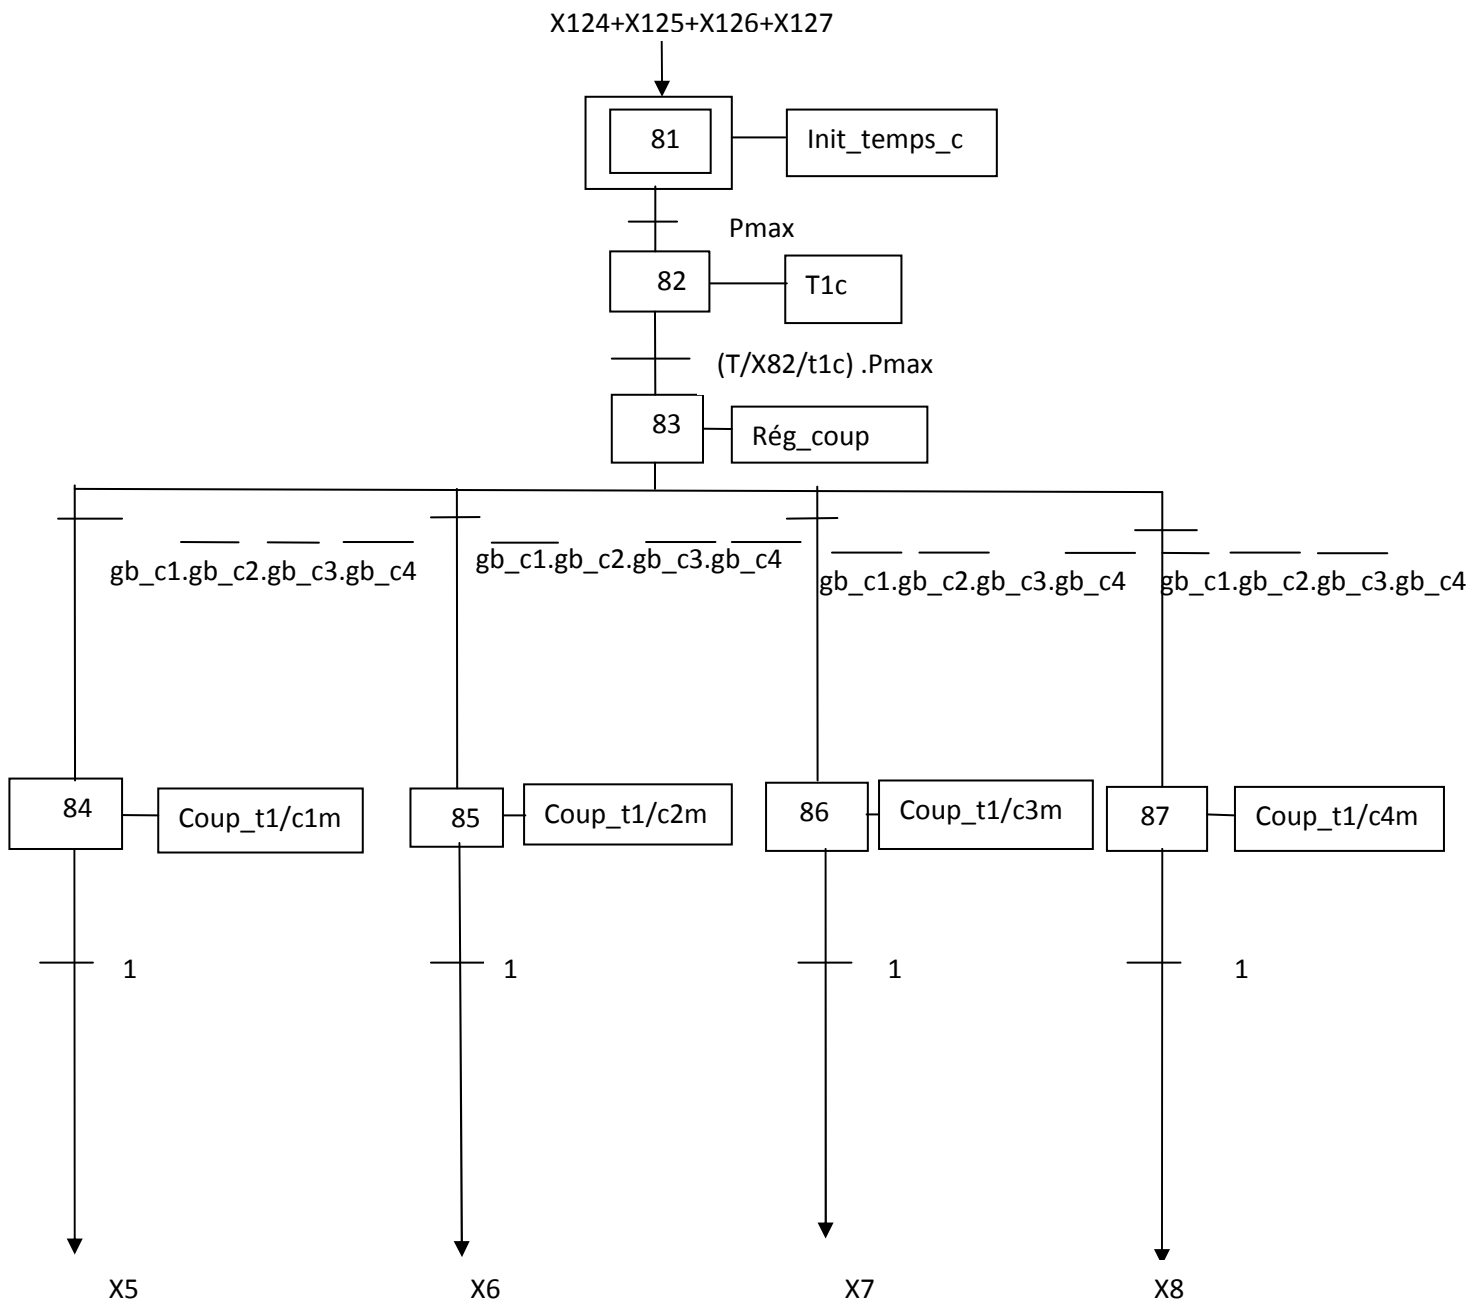 X124+X125+X126+X127
81
Init_temps_c
Pmax
82
T1c
(T/X82/t1c) .Pmax
83
Rég_coup
gb_c1.gb_c2.gb_c3.gb_c4
gb_c1.gb_c2.gb_c3.gb_c4
gb_c1.gb_c2.gb_c3.gb_c4
gb_c1.gb_c2.gb_c3.gb_c4
84
Coup_t1/c1m
85
Coup_t1/c2m
86
Coup_t1/c3m
87
Coup_t1/c4m
1
1
1
1
X5
X6
X7
X8